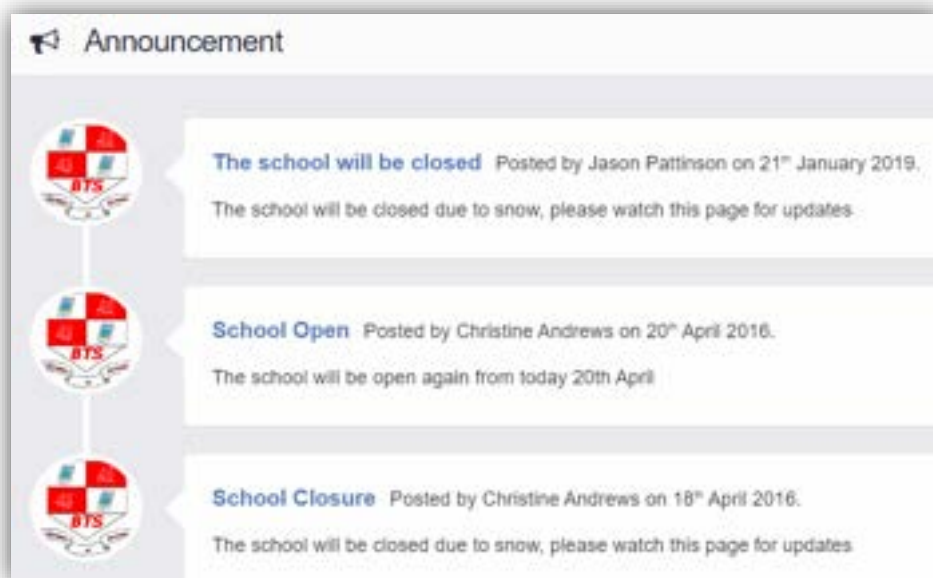 Announcement
The school will be closed Posted by Jason Pattinson on 21st January 2019.
The school will be closed due to snow, please watch this page for updates
BTS
School Open Posted by Christine Andrews on 20th April 2016.
The school will be open again from today 20th April
BTS
School Closure Posted by Christine Andrews on 18th April 2016.
The school will be closed due to snow, please watch this page for updates
BTS